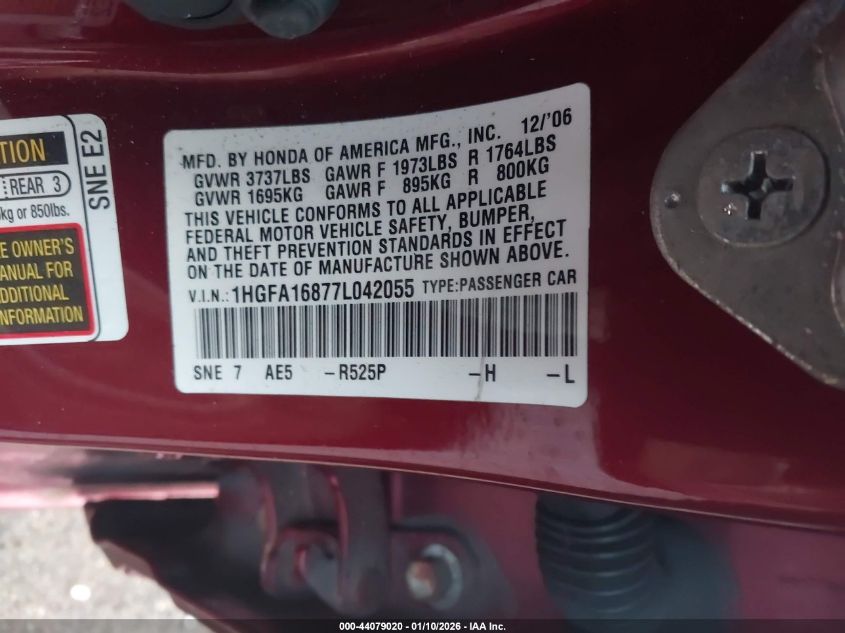 TION
REAR 3
kg or 850lbs.
E OWNER'S
ANUAL FOR
DDITIONAL
NFORMATION
SNE E2
MFD. BY HONDA OF AMERICA MFG., INC. 12/'06
GVWR 3737LBS GAWR F 1973LBS R 1764LBS
GVWR 1695KG GAWR F 895KG R 800KG
THIS VEHICLE CONFORMS TO ALL APPLICABLE
FEDERAL MOTOR VEHICLE SAFETY, BUMPER,
AND THEFT PREVENTION STANDARDS IN EFFECT
ON THE DATE OF MANUFACTURE SHOWN ABOVE.
V.I.N.: 1HGFA16877L042055 TYPE:PASSENGER CAR
SNE 7 AE5 -R525P -H -L
000-44079020 - 01/10/2026 - IAA Inc.